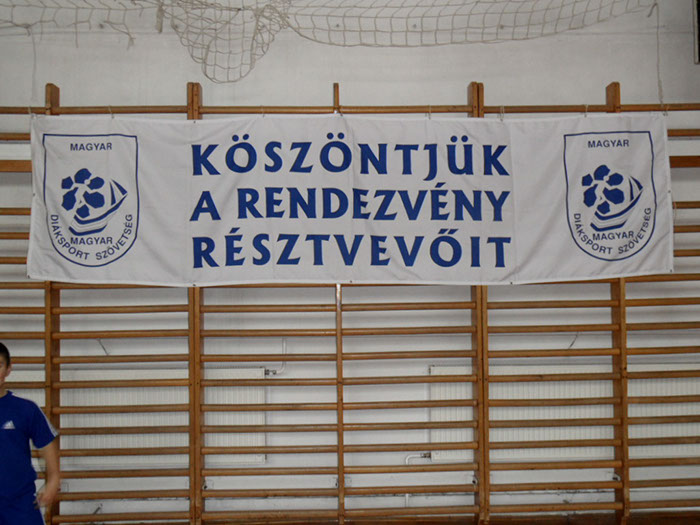 MAGYAR
MAGYAR
DIÁKSPORT SZÖVETSÉG
KÖSZÖNTJÜK
A RENDEZVÉNY
RÉSZTVEVŐIT
MAGYAR
MAGYAR
DIÁKSPORT SZÖVETSÉG